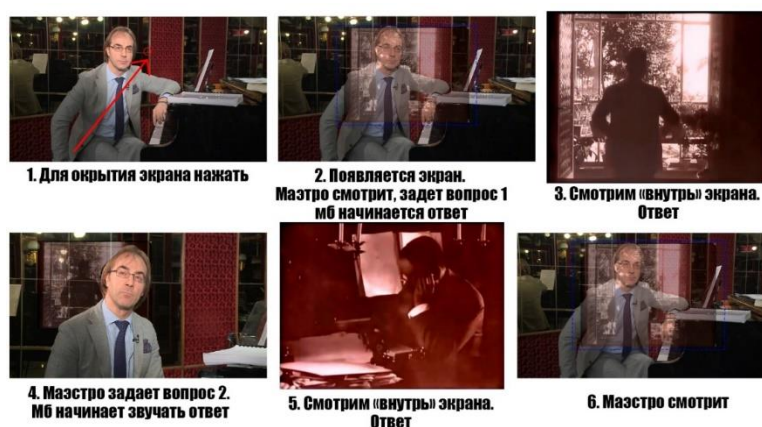 1. Для окрытия экрана нажать
2. Появляется экран.
Маэтро смотрит, задет вопрос 1
мб начинается ответ
3. Смотрим «внутрь» экрана.
Ответ
4. Маэстро задает вопрос 2.
Мб начинает звучать ответ
5. Смотрим «внутрь» экрана.
Ответ
6. Маэстро смотрит